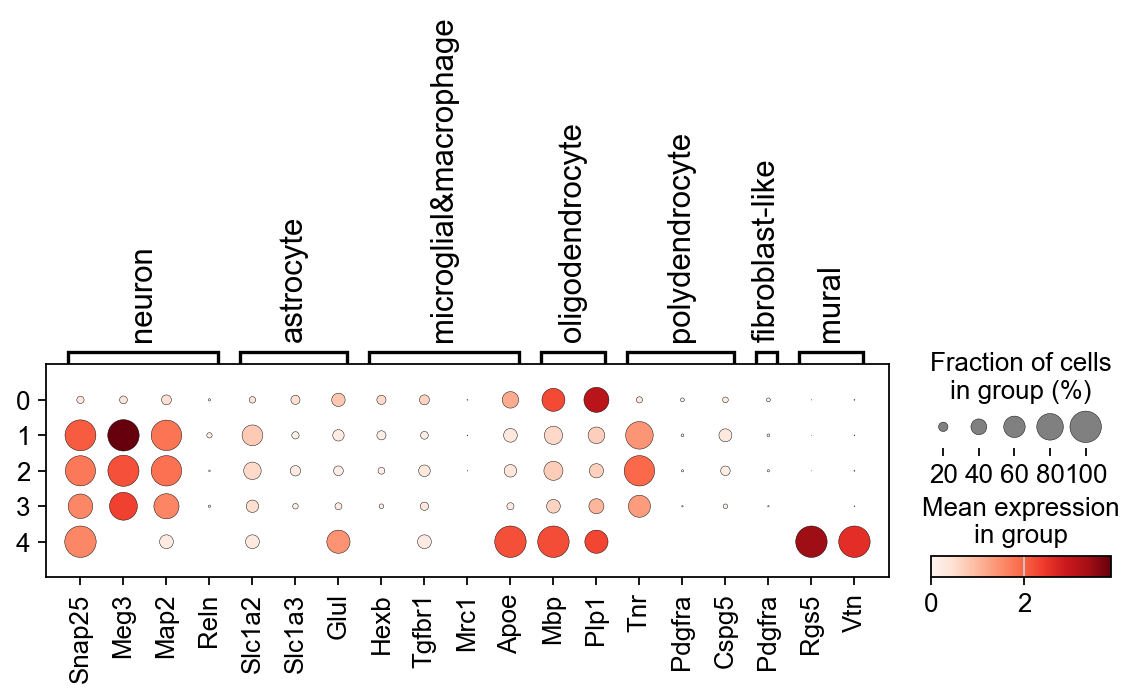 neuron
astrocyte
microglial&macrophage
oligodendrocyte
polydendrocyte
fibroblast-like
mural
0
1
2
3
4
Snap25
Meg3
Map2
Reln
Slc1a2
Slc1a3
Glul
Hexb
Tgfbr1
Mrc1
Apoe
Mbp
Plp1
Tnr
Pdgfra
Cspg5
Pdgfra
Rgs5
Vtn
Fraction of cells
in group (%)
20 40 60 80 100
Mean expression
in group
0 2